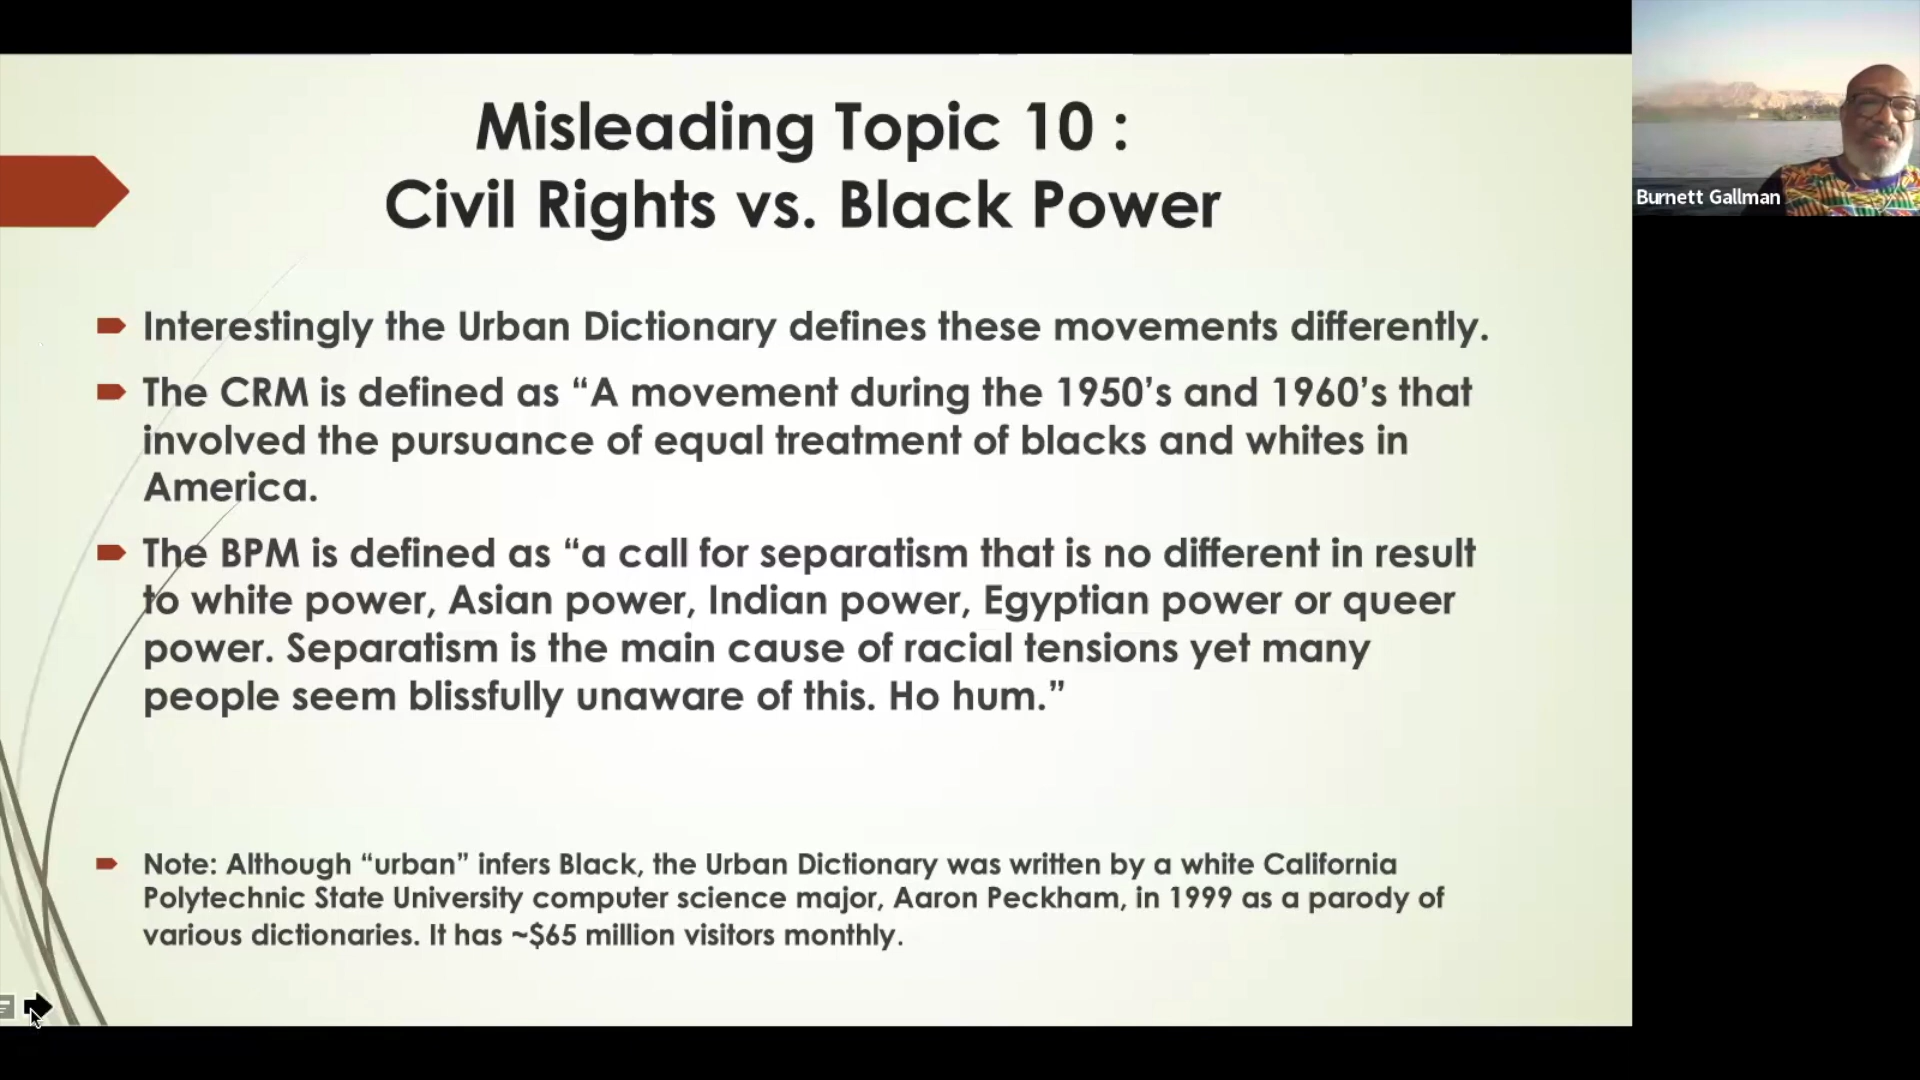 Misleading Topic 10 :
Civil Rights vs. Black Power
Interestingly the Urban Dictionary defines these movements differently.
The CRM is defined as “A movement during the 1950’s and 1960’s that
involved the pursuance of equal treatment of blacks and whites in
America.
The BPM is defined as “a call for separatism that is no different in result
to white power, Asian power, Indian power, Egyptian power or queer
power. Separatism is the main cause of racial tensions yet many
people seem blissfully unaware of this. Ho hum.”
Note: Although “urban” infers Black, the Urban Dictionary was written by a white California
Polytechnic State University computer science major, Aaron Peckham, in 1999 as a parody of
various dictionaries. It has ~$65 million visitors monthly.
Burnett Gallman